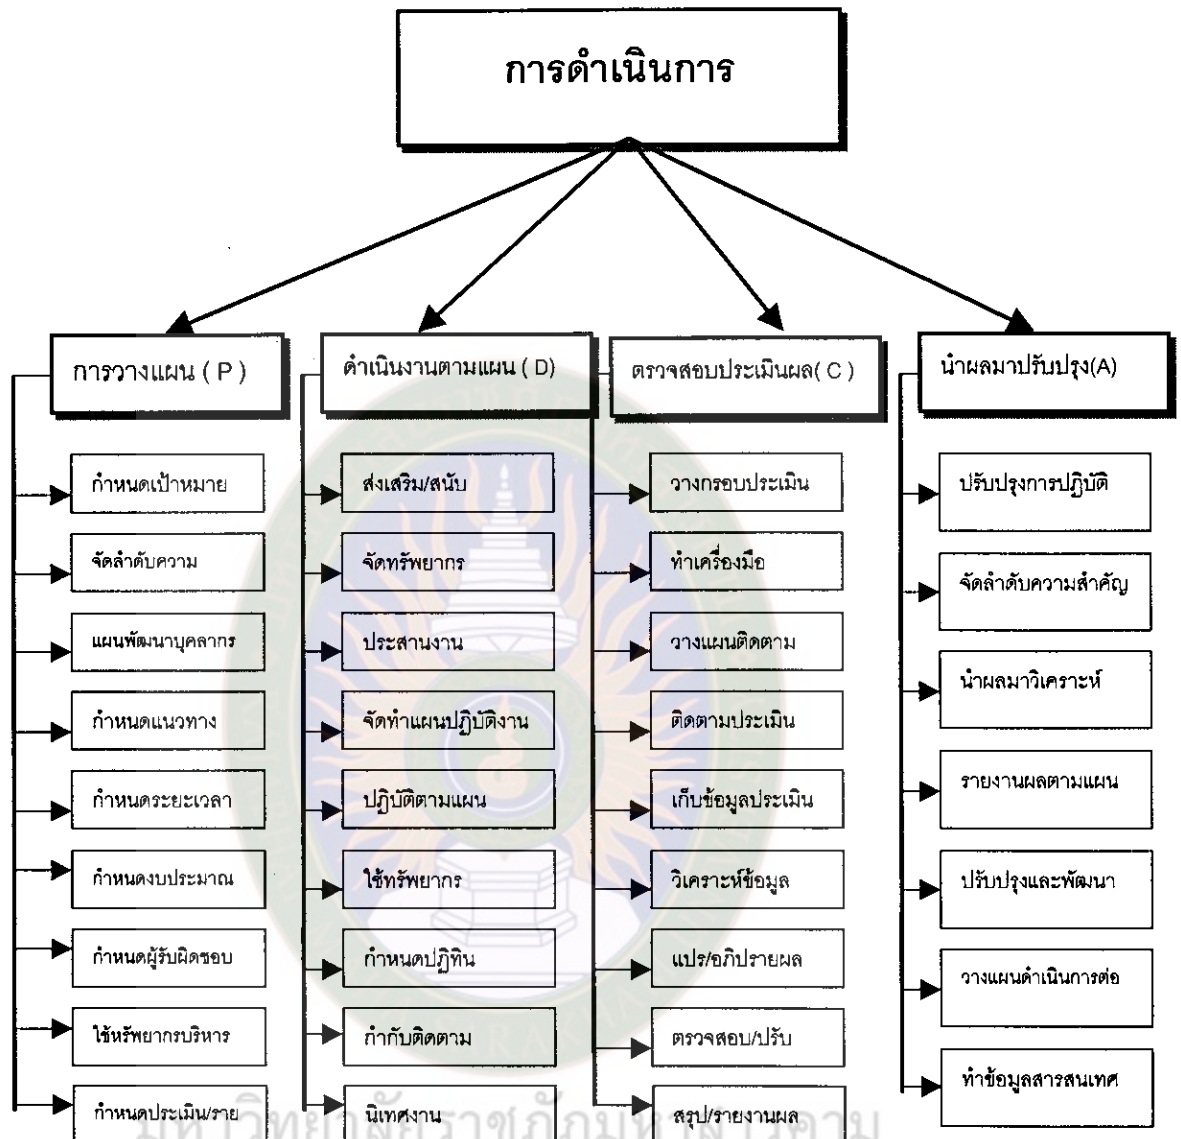 การดำเนินการ
การวางแผน ( P )
กำหนดเป้าหมาย
จัดลำดับความ
แผนพัฒนาบุคลากร
กำหนดแนวทาง
กำหนดระยะเวลา
กำหนดงบประมาณ
กำหนดผู้รับผิดชอบ
ใช้ทรัพยากรบริหาร
กำหนดประเมิน/ราย
ดำเนินงานตามแผน ( D)
ส่งเสริม/สนับ
จัดทรัพยากร
ประสานงาน
จัดทำแผนปฏิบัติงาน
ปฏิบัติตามแผน
ใช้ทรัพยากร
กำหนดปฏิทิน
กำกับติดตาม
นิเทศงาน
ตรวจสอบประเมินผล( C )
วางกรอบประเมิน
ทำเครื่องมือ
วางแผนติดตาม
ติดตามประเมิน
เก็บข้อมูลประเมิน
วิเคราะห์ข้อมูล
แปร/อภิปรายผล
ตรวจสอบ/ปรับ
สรุป/รายงานผล
นำผลมาปรับปรุง(A)
ปรับปรุงการปฏิบัติ
จัดลำดับความสำคัญ
นำผลมาวิเคราะห์
รายงานผลตามแผน
ปรับปรุงและพัฒนา
วางแผนดำเนินการต่อ
ทำข้อมูลสารสนเทศ
มหาวิทยาลัยราชภัฏมหาสารคาม